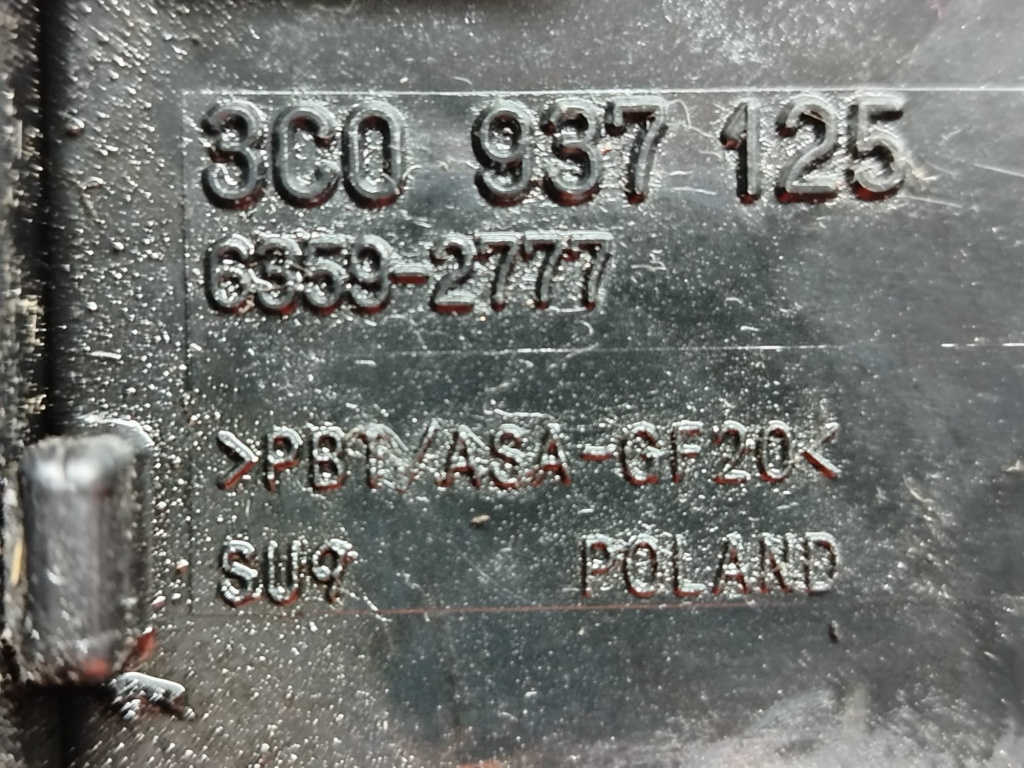 3C0 937 125
6359-2777
>PBT/ASA-GF20<
SU9 POLAND